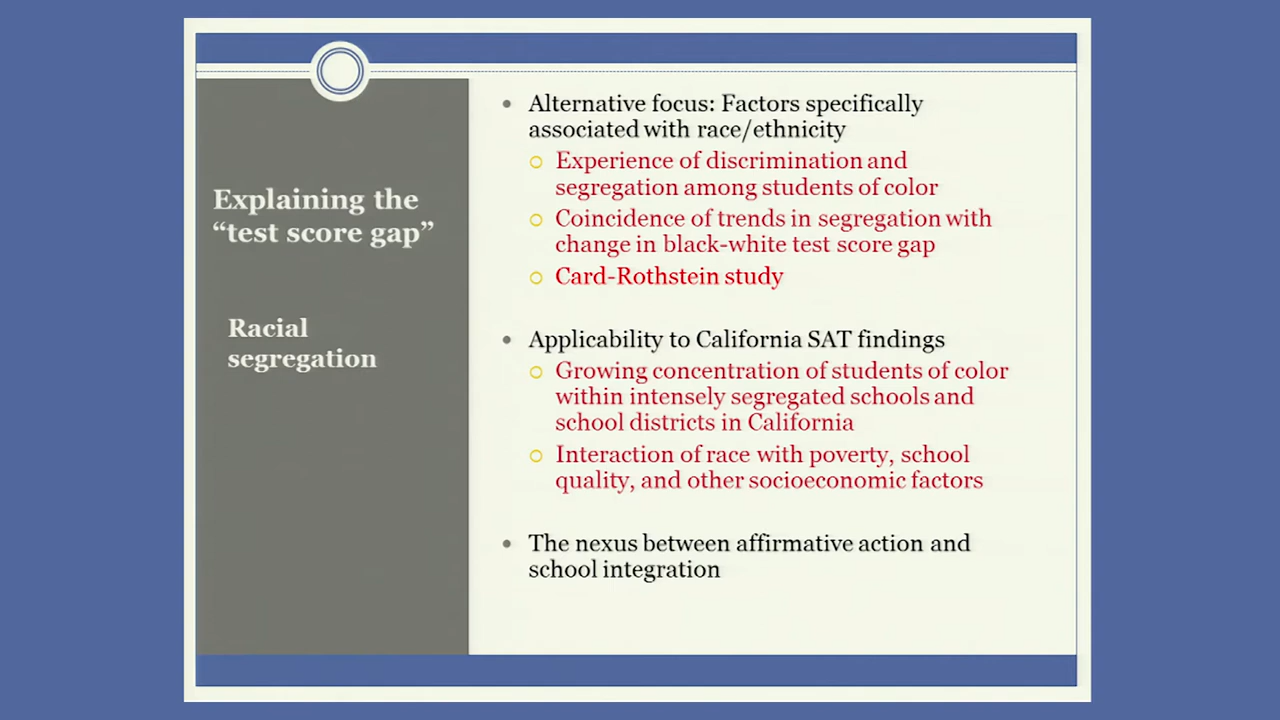 Explaining the
“test score gap”
Racial
segregation
• Alternative focus: Factors specifically
associated with race/ethnicity
○ Experience of discrimination and
segregation among students of color
○ Coincidence of trends in segregation with
change in black-white test score gap
○ Card-Rothstein study
• Applicability to California SAT findings
○ Growing concentration of students of color
within intensely segregated schools and
school districts in California
○ Interaction of race with poverty, school
quality, and other socioeconomic factors
• The nexus between affirmative action and
school integration